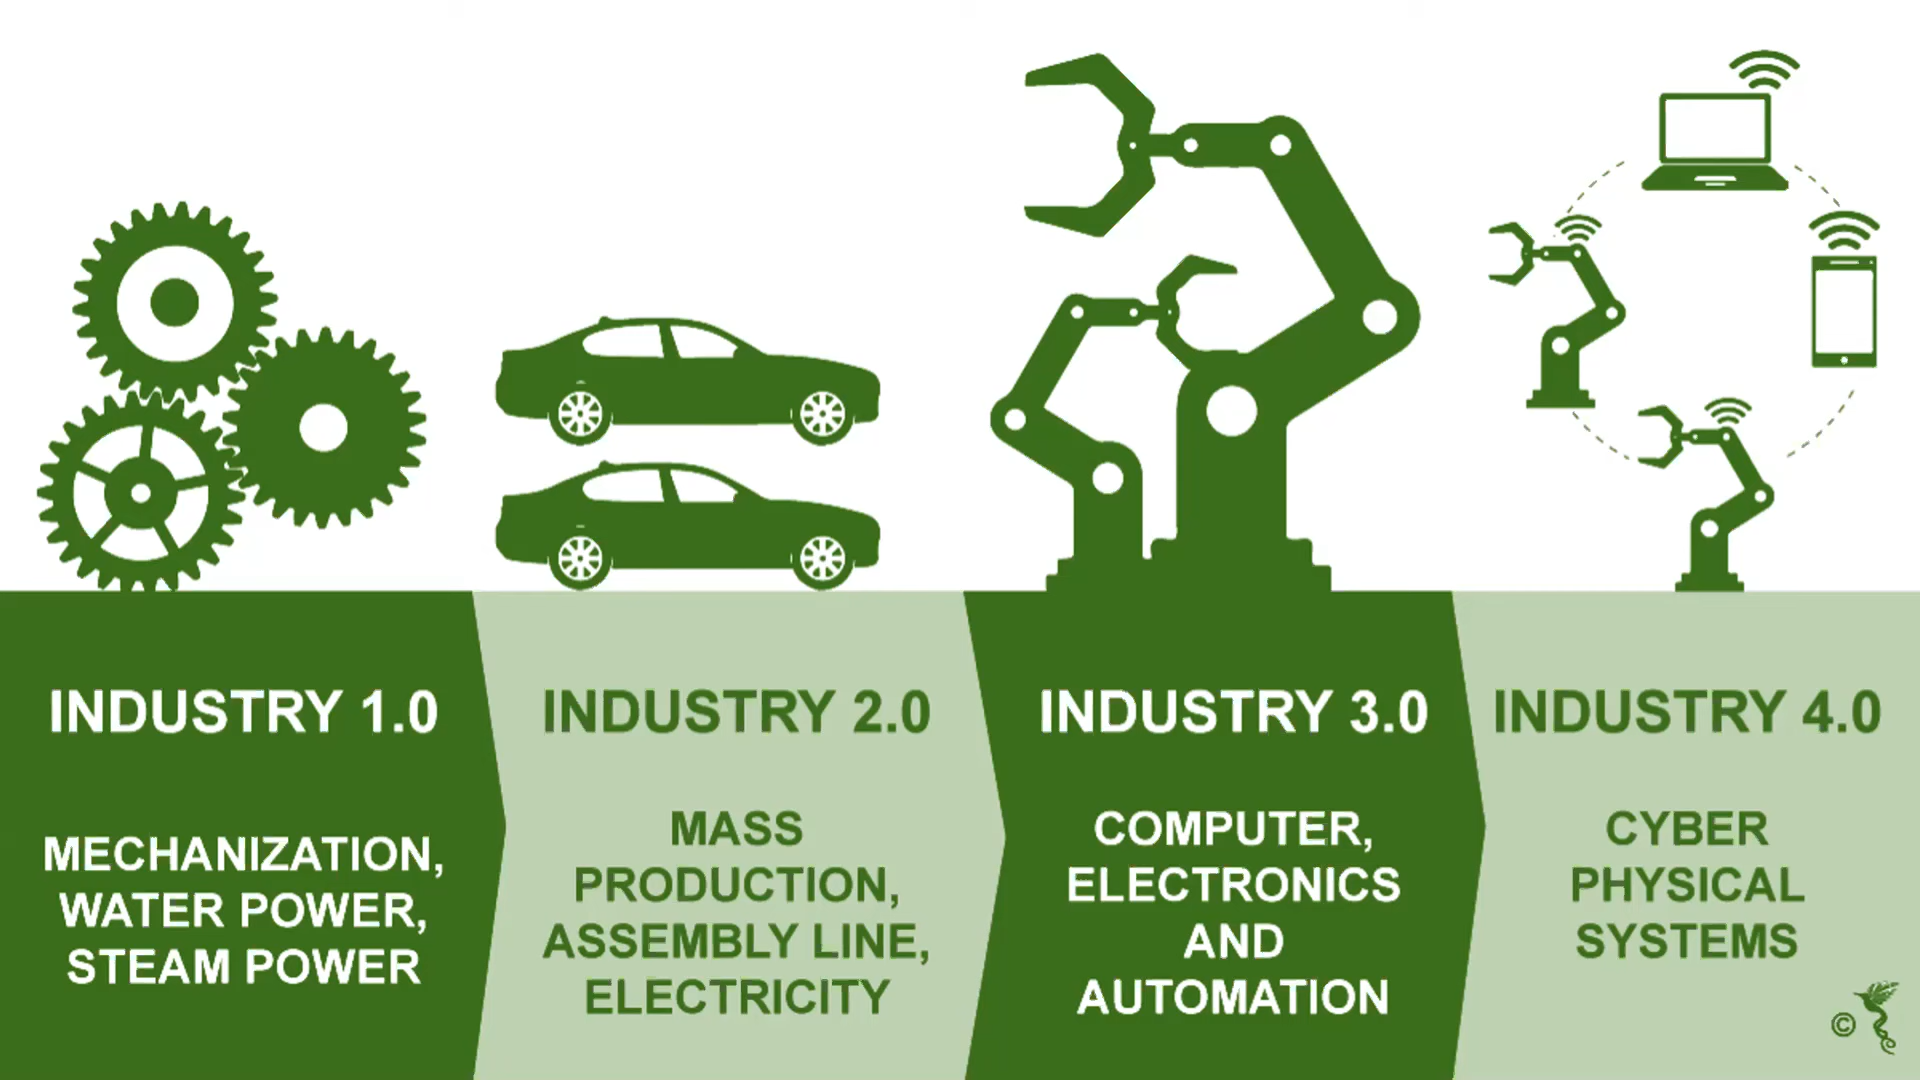 INDUSTRY 1.0
MECHANIZATION,
WATER POWER,
STEAM POWER
INDUSTRY 2.0
MASS
PRODUCTION,
ASSEMBLY LINE,
ELECTRICITY
INDUSTRY 3.0
COMPUTER,
ELECTRONICS
AND
AUTOMATION
INDUSTRY 4.0
CYBER
PHYSICAL
SYSTEMS
©